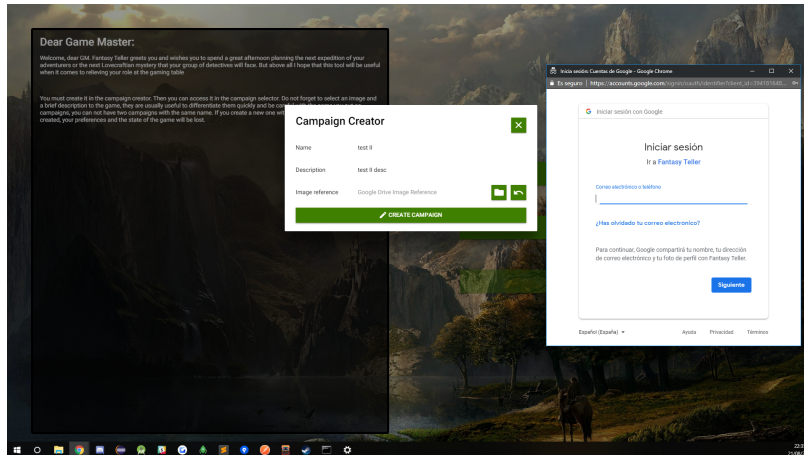 Dear Game Master:
Welcome, dear GM. Fantasy Teller greets you and wishes you to spend a great afternoon planning the next expedition of your
adventurers or the next Lovecraftian mystery that your group of detectives will face. But above all I hope that this tool will be useful
when it comes to relieving your role at the gaming table
You must create it in the campaign creator. Then you can access it in the campaign selector. Do not forget to select an image and
a brief description to the game, they are usually useful to differentiate them quickly and be
campaigns, you can not have two campaigns with the same name. If you create a new one
created, your preferences and the state of the game will be lost.
Campaign Creator
Name test II
Description test II desc
Image reference Google Drive Image Reference
CREATE CAMPAIGN
Inicia sesión: Cuentas de Google - Google Chrome
Es seguro | https://accounts.google.com/signin/oauth/identifier?client_id=
G Iniciar sesión con Google
Iniciar sesión
Ir a Fantasy Teller
Correo electrónico o teléfono
¿Has olvidado tu correo electrónico?
Para continuar, Google compartirá tu nombre, tu dirección
de correo electrónico y tu foto de perfil con Fantasy Teller.
Siguiente
Español (España) Ayuda Privacidad Términos